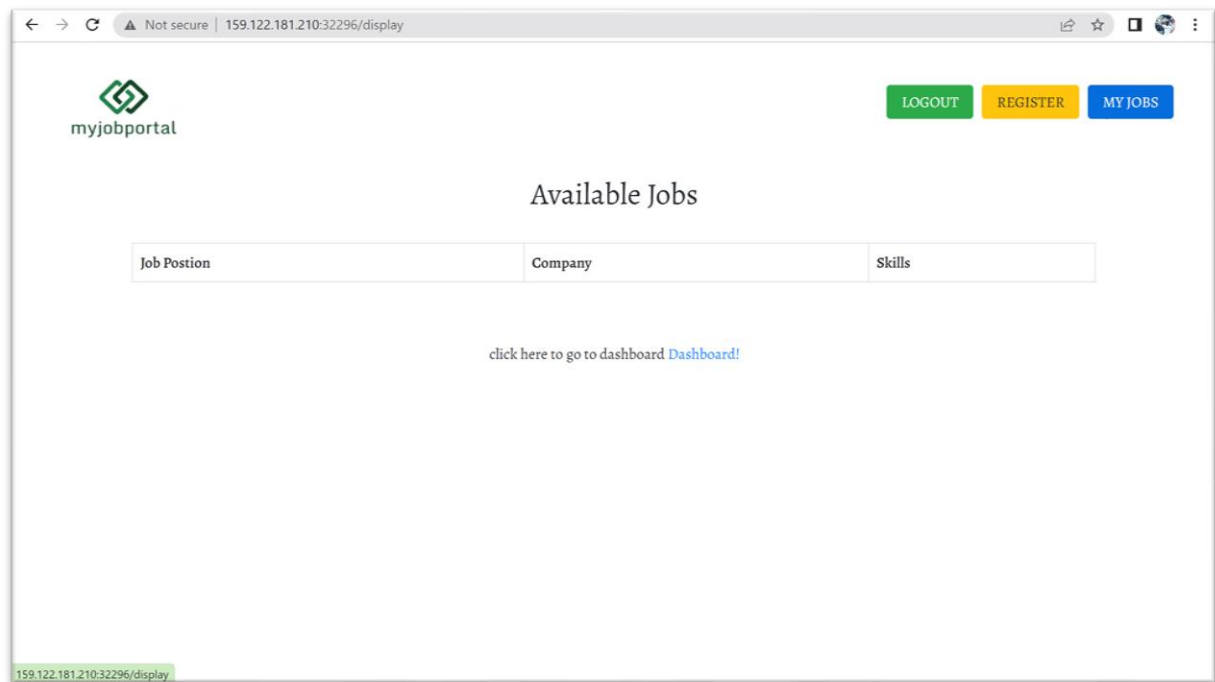 Not secure | 159.122.181.210:32296/display
myjobportal
LOGOUT REGISTER MY JOBS
Available Jobs
Job Postion Company Skills
click here to go to dashboard Dashboard!
159.122.181.210:32296/display